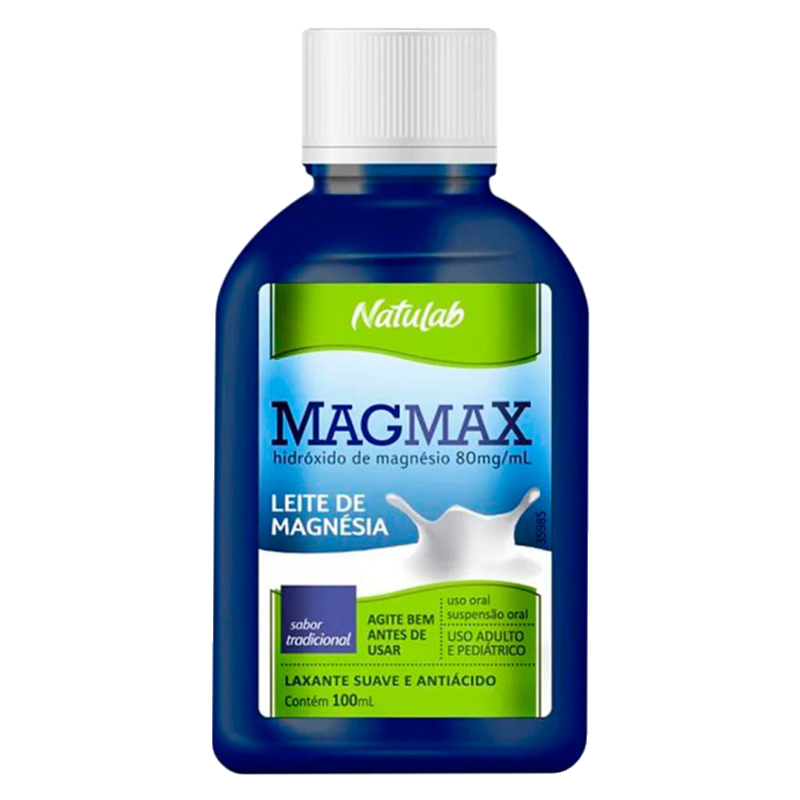 Natulab
MAGMAX
hidróxido de magnésio 80mg/mL
LEITE DE
MAGNÉSIA
35985
sabor
tradicional
AGITE BEM
ANTES DE
USAR
uso oral
suspensão oral
USO ADULTO
E PEDIÁTRICO
LAXANTE SUAVE E ANTIÁCIDO
Contém 100mL